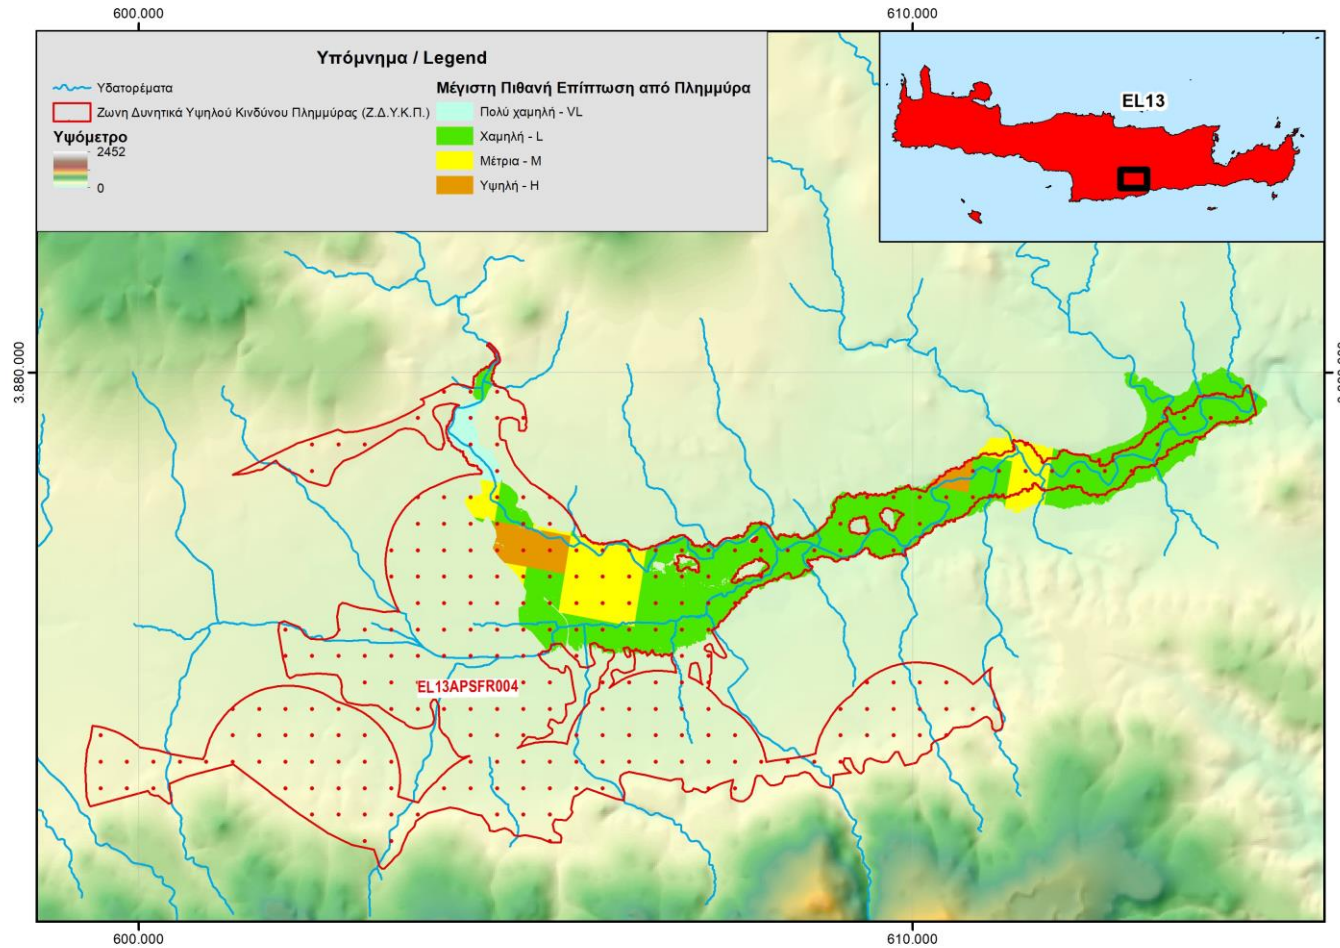 600.000
610.000
Υπόμνημα / Legend
Υδατορέματα
Ζωνη Δυνητικά Υψηλού Κινδύνου Πλημμύρας (Ζ.Δ.Υ.Κ.Π.)
Υψόμετρο
2452
0
Μέγιστη Πιθανή Επίπτωση από Πλημμύρα
Πολύ χαμηλή - VL
Χαμηλή - L
Μέτρια - M
Υψηλή - H
EL13
3.880.000
EL13APSFR004
600.000
610.000